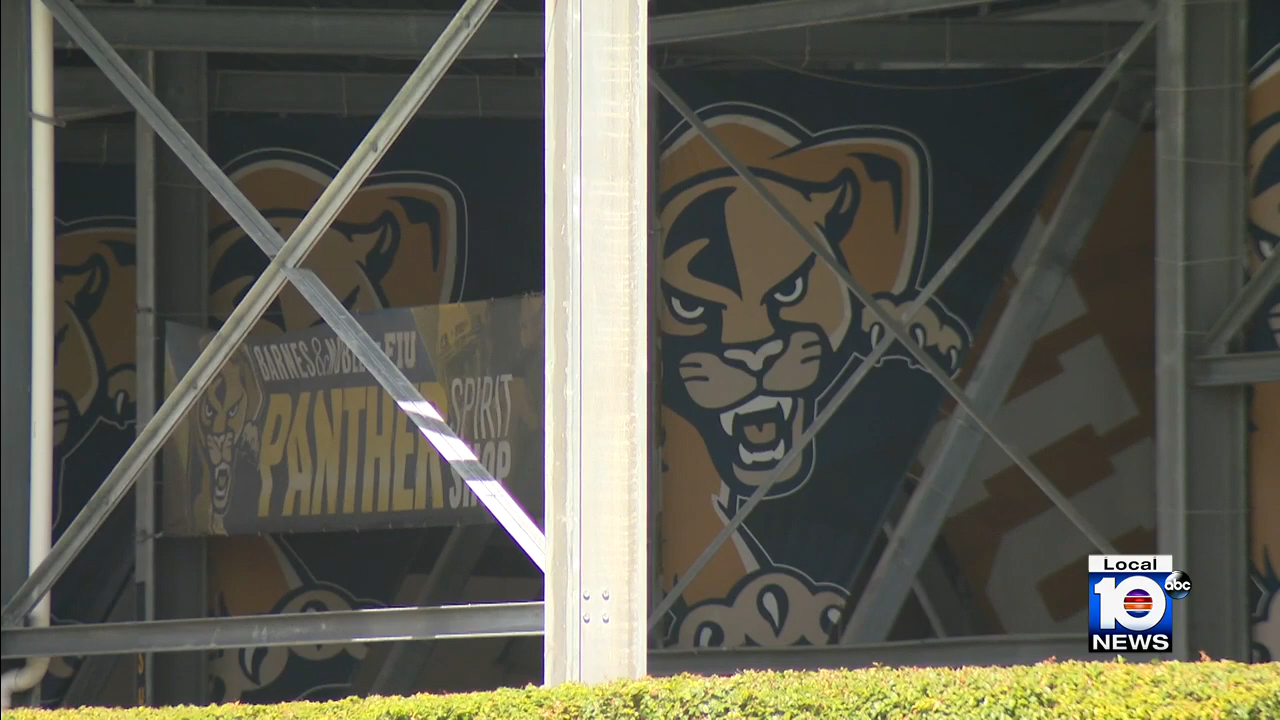 BARNES & NOBLE FIU
PANTHER
SPIRIT
SHOP
Local
10
abc
NEWS